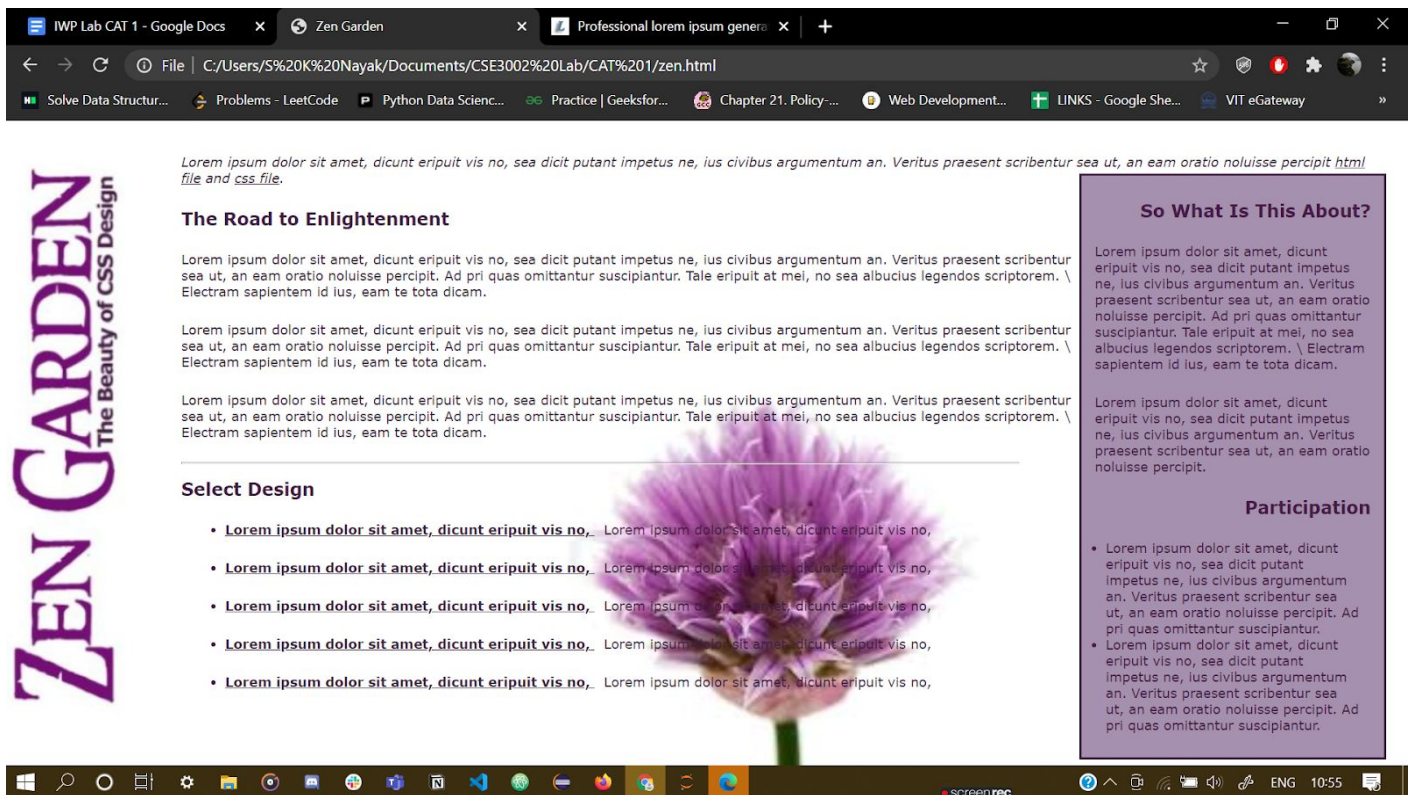 IWP Lab CAT 1 - Google Docs
Zen Garden
Professional lorem ipsum genera
File | C:/Users/S%20K%20Nayak/Documents/CSE3002%20Lab/CAT%201/zen.html
Solve Data Structur... Problems - LeetCode Python Data Scienc... Practice | Geeksfor... Chapter 21. Policy-... Web Development... LINKS - Google She... VIT eGateway »
ZEN GARDEN
The Beauty of CSS Design
Lorem ipsum dolor sit amet, dicunt eripuit vis no, sea dicit putant impetus ne, ius civibus argumentum an. Veritus praesent scribentur sea ut, an eam oratio noluisse percipit html
file and css file.
The Road to Enlightenment
Lorem ipsum dolor sit amet, dicunt eripuit vis no, sea dicit putant impetus ne, ius civibus argumentum an. Veritus praesent scribentur
sea ut, an eam oratio noluisse percipit. Ad pri quas omittantur suscipiantur. Tale eripuit at mei, no sea albucius legendos scriptorem. \
Electram sapientem id ius, eam te tota dicam.
Lorem ipsum dolor sit amet, dicunt eripuit vis no, sea dicit putant impetus ne, ius civibus argumentum an. Veritus praesent scribentur
sea ut, an eam oratio noluisse percipit. Ad pri quas omittantur suscipiantur. Tale eripuit at mei, no sea albucius legendos scriptorem. \
Electram sapientem id ius, eam te tota dicam.
Lorem ipsum dolor sit amet, dicunt eripuit vis no, sea dicit putant impetus ne, ius civibus argumentum an. Veritus praesent scribentur
sea ut, an eam oratio noluisse percipit. Ad pri quas omittantur suscipiantur. Tale eripuit at mei, no sea albucius legendos scriptorem. \
Electram sapientem id ius, eam te tota dicam.
Select Design
• Lorem ipsum dolor sit amet, dicunt eripuit vis no, Lorem ipsum dolor sit amet, dicunt eripuit vis no,
• Lorem ipsum dolor sit amet, dicunt eripuit vis no, Lorem ipsum dolor sit amet, dicunt eripuit vis no,
• Lorem ipsum dolor sit amet, dicunt eripuit vis no, Lorem ipsum dolor sit amet, dicunt eripuit vis no,
• Lorem ipsum dolor sit amet, dicunt eripuit vis no, Lorem ipsum dolor sit amet, dicunt eripuit vis no,
• Lorem ipsum dolor sit amet, dicunt eripuit vis no, Lorem ipsum dolor sit amet, dicunt eripuit vis no,
So What Is This About?
Lorem ipsum dolor sit amet, dicunt
eripuit vis no, sea dicit putant impetus
ne, ius civibus argumentum an. Veritus
praesent scribentur sea ut, an eam oratio
noluisse percipit. Ad pri quas omittantur
suscipiantur. Tale eripuit at mei, no sea
albucius legendos scriptorem. \ Electram
sapientem id ius, eam te tota dicam.
Lorem ipsum dolor sit amet, dicunt
eripuit vis no, sea dicit putant impetus
ne, ius civibus argumentum an. Veritus
praesent scribentur sea ut, an eam oratio
noluisse percipit.
Participation
• Lorem ipsum dolor sit amet, dicunt
eripuit vis no, sea dicit putant
impetus ne, ius civibus argumentum
an. Veritus praesent scribentur sea
ut, an eam oratio noluisse percipit. Ad
pri quas omittantur suscipiantur.
• Lorem ipsum dolor sit amet, dicunt
eripuit vis no, sea dicit putant
impetus ne, ius civibus argumentum
an. Veritus praesent scribentur sea
ut, an eam oratio noluisse percipit. Ad
pri quas omittantur suscipiantur.
screenrec
ENG 10:55